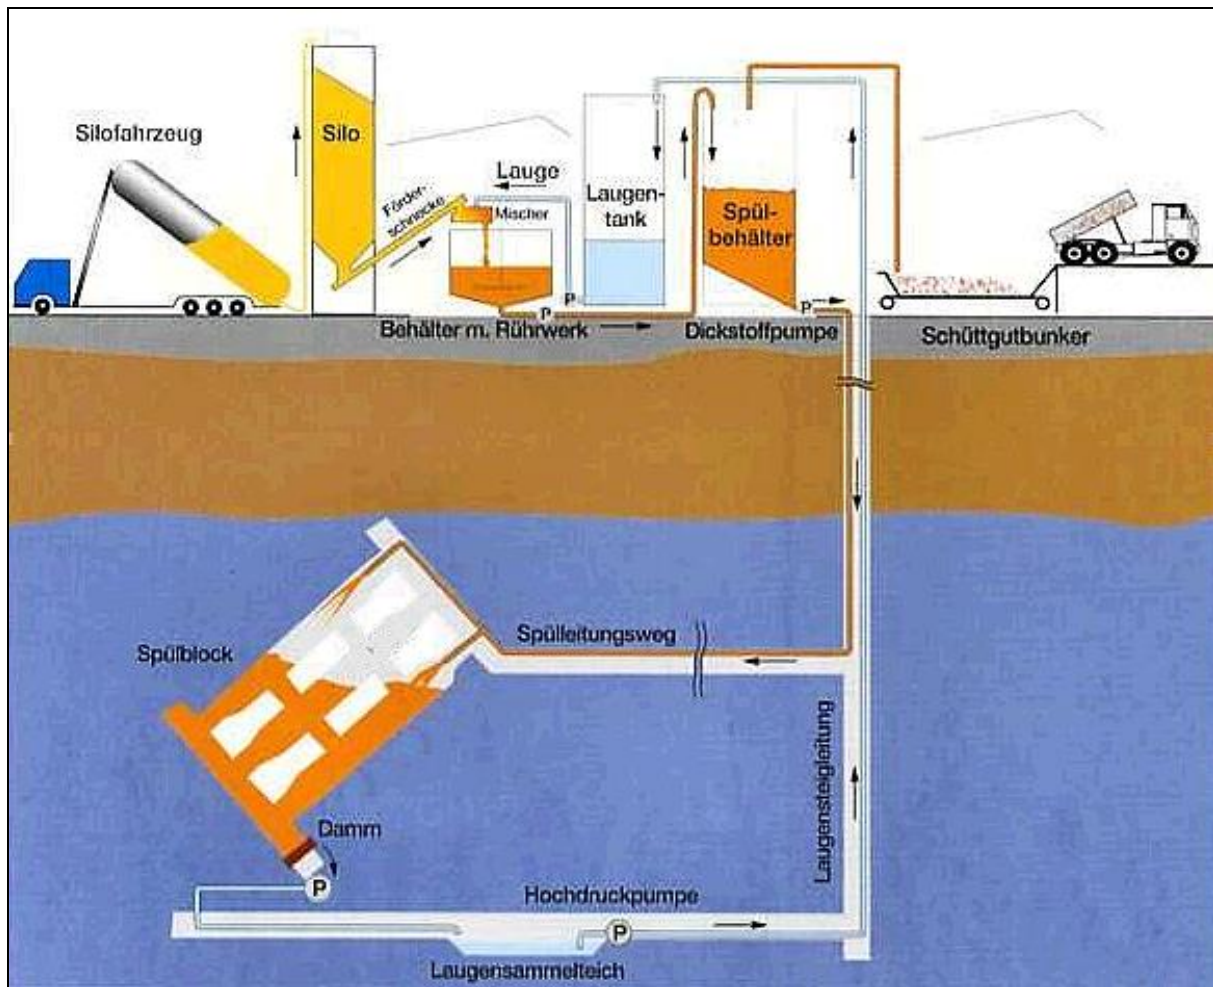 Silofahrzeug
Silo
Förder-
schnecke
Lauge
Mischer
Laugen-
tank
Spül-
behälter
P
P
P
Behälter m. Rührwerk
Dickstoffpumpe
Schüttgutbunker
Spülblock
Spülleitungsweg
Laugensteigleitung
Damm
P
Hochdruckpumpe
P
Laugensammelteich